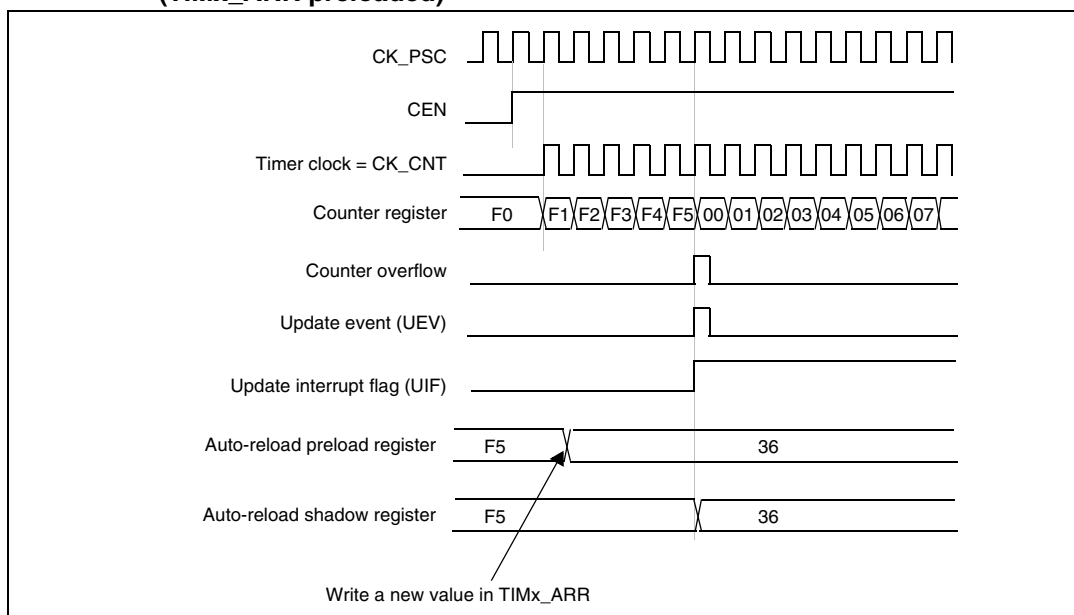 (TIMx_ARR preloaded)
CK_PSC
CEN
Timer clock = CK_CNT
Counter register F0 F1 F2 F3 F4 F5 00 01 02 03 04 05 06 07
Counter overflow
Update event (UEV)
Update interrupt flag (UIF)
Auto-reload preload register F5 36
Auto-reload shadow register F5 36
Write a new value in TIMx_ARR